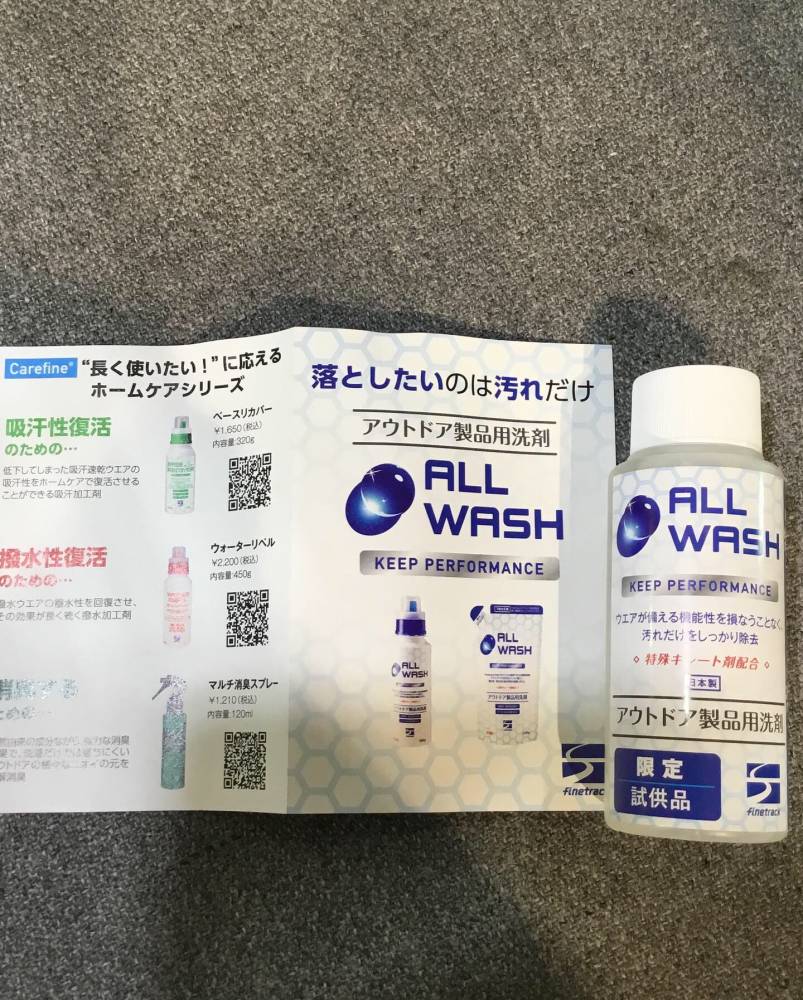 Carefine® “長く使いたい！”に応える
ホームケアシリーズ
吸汗性復活
のための…
低下してしまった吸汗速乾ウエアの
吸汗性をホームケアで復活させる
ことができる吸汗加工剤
ベースリカバー
¥1,650(税込)
内容量:320g
撥水性復活
のための…
撥水ウエアの撥水性を回復させ、
その効果が長く続く撥水加工剤
ウォーターリペル
¥2,200(税込)
内容量:450g
マルチ消臭スプレー
¥1,210(税込)
内容量:120ml
落としたいのは汚れだけ
アウトドア製品用洗剤
ALL
WASH
KEEP PERFORMANCE
ALL
WASH
アウトドア製品用洗剤
ALL
WASH
アウトドア製品用洗剤
finetrac
ALL
WASH
KEEP PERFORMANCE
ウエアが備える機能性を損なうことなく、
汚れだけをしっかり除去
特殊キレート剤配合
日本製
アウトドア製品用洗剤
限定
試供品
finetrack